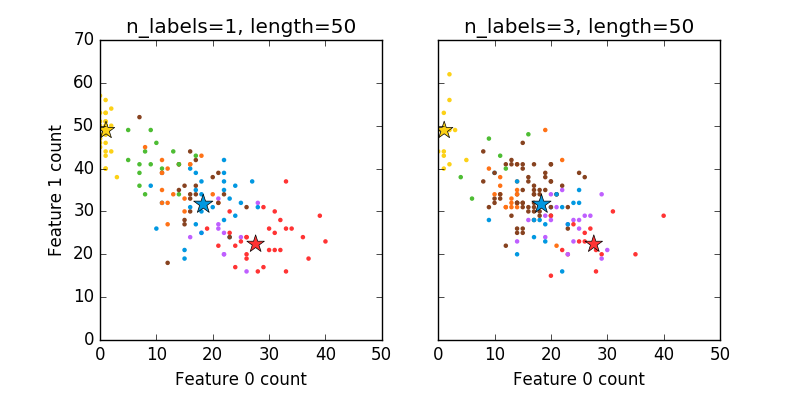 n_labels=1, length=50
n_labels=3, length=50
70
60
50
40
30
20
10
0
Feature 1 count
0 10 20 30 40 50
0 10 20 30 40 50
Feature 0 count
Feature 0 count